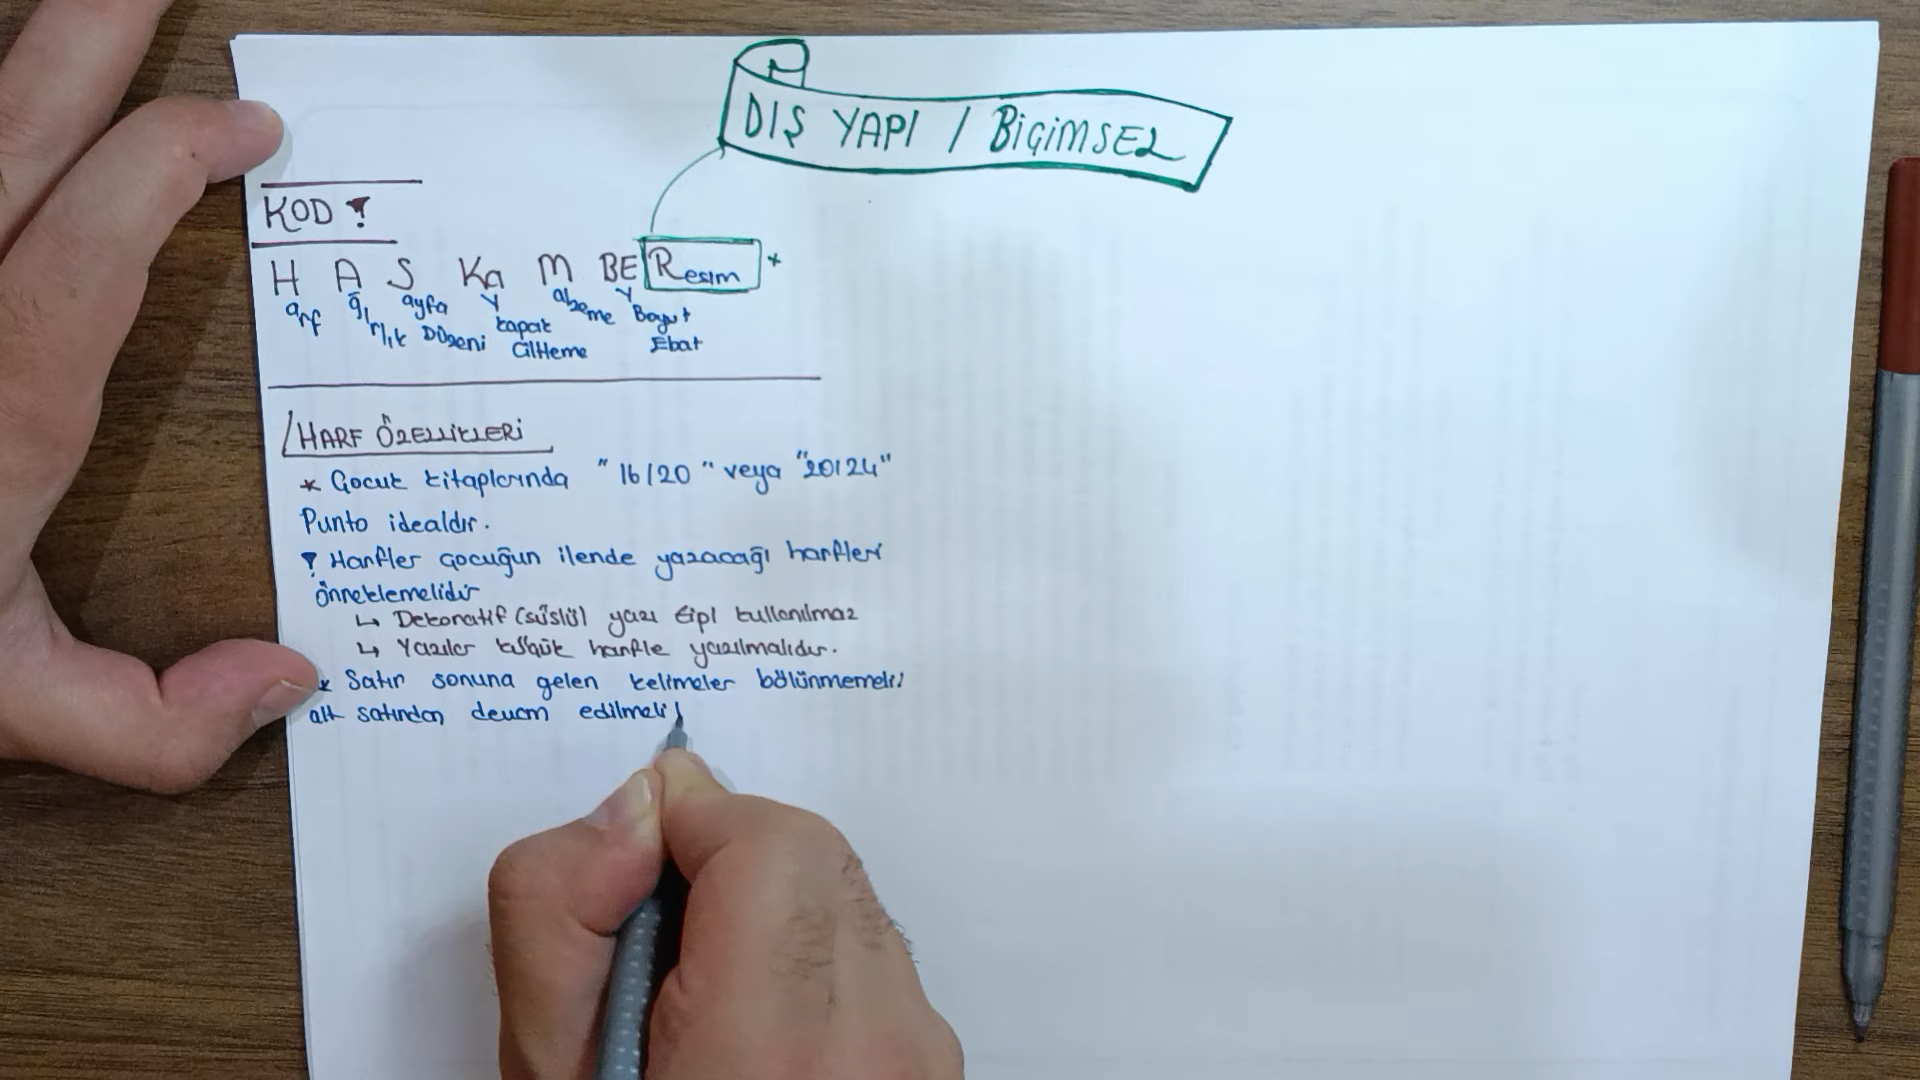 DIŞ YAPI / BİÇİMSEL
KOD !
H A S Ka M BE Resim *
arf ağırlık ayfa Düzeni kapak Ciltleme alzeme Boyut Ebat
HARF ÖZELLİKLERİ
* Çocuk kitaplarında "16/20" veya "20/24"
Punto idealdir.
! Harfler çocuğun ileride yazacağı harfleri
örneklemelidir
↳ Dekoratif (süslü) yazı tipi kullanılmaz
↳ Yazılar küçük harfle yazılmalıdır.
* Satır sonuna gelen kelimeler bölünmemeli!
alt satırdan devam edilmeli!